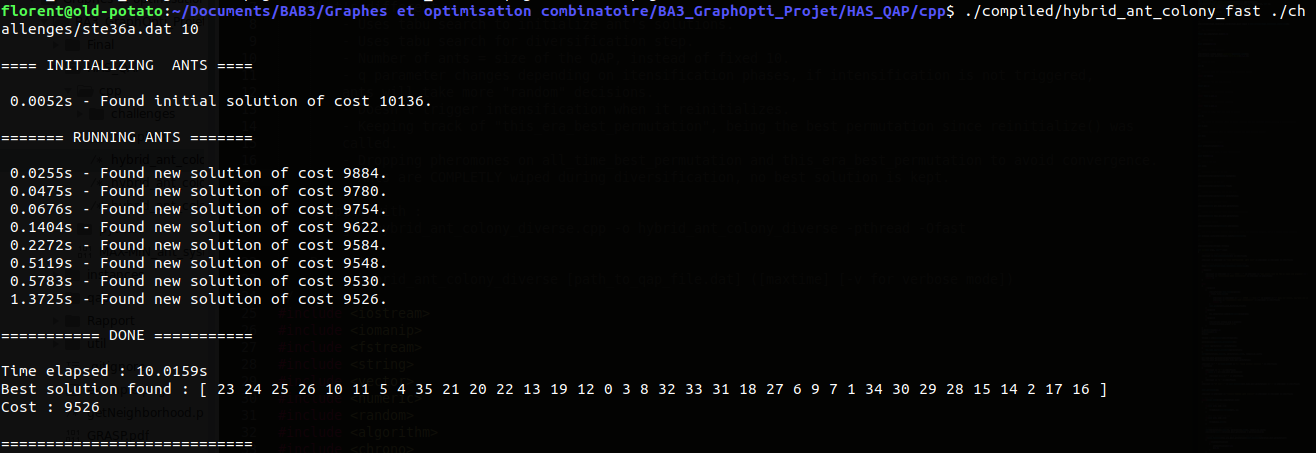 florent@old-potato:~/Documents/BAB3/Graphes et optimisation combinatoire/BA3_GraphOpti_Projet/HAS_QAP/cpp$ ./compiled/hybrid_ant_colony_fast ./ch
allenges/ste36a.dat 10
==== INITIALIZING  ANTS ====
0.0052s - Found initial solution of cost 10136.
======= RUNNING ANTS =======
0.0255s - Found new solution of cost 9884.
0.0475s - Found new solution of cost 9780.
0.0676s - Found new solution of cost 9754.
0.1404s - Found new solution of cost 9622.
0.2272s - Found new solution of cost 9584.
0.5119s - Found new solution of cost 9548.
0.5783s - Found new solution of cost 9530.
1.3725s - Found new solution of cost 9526.
=========== DONE ===========
Time elapsed : 10.0159s
Best solution found : [ 23 24 25 26 10 11 5 4 35 21 20 22 13 19 12 0 3 8 32 33 31 18 27 6 9 7 1 34 30 29 28 15 14 2 17 16 ]
Cost : 9526
============================